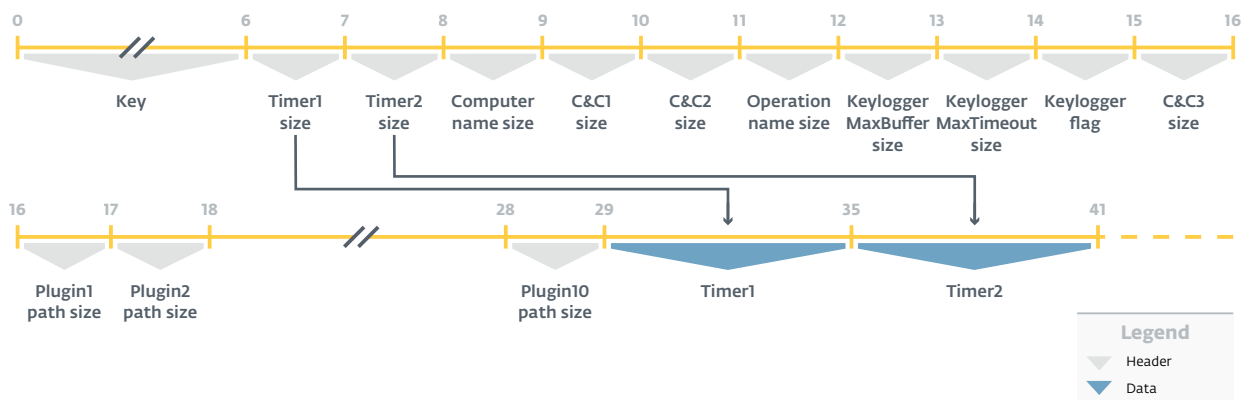 0 6 7 8 9 10 11 12 13 14 15 16
Key
Timer1
size
Timer2
size
Computer
name size
C&C1
size
C&C2
size
Operation
name size
Keylogger
MaxBuffer
size
Keylogger
MaxTimeout
size
Keylogger
flag
C&C3
size
16 17 18 28 29 35 41
Plugin1
path size
Plugin2
path size
Plugin10
path size
Timer1
Timer2
Legend
Header
Data